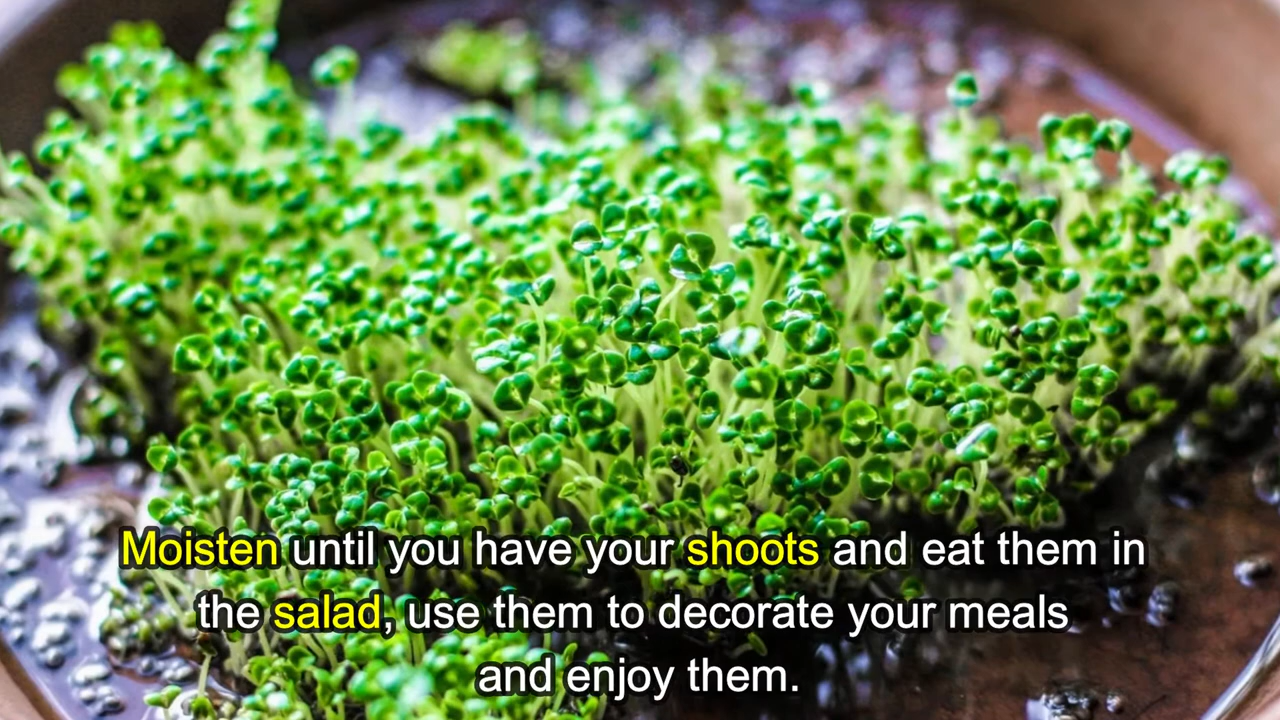 Moisten until you have your shoots and eat them in
the salad, use them to decorate your meals
and enjoy them.